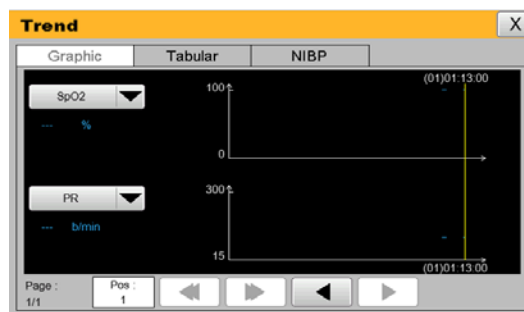 Trend X
Graphic Tabular NIBP
(01)01:13:00
SpO2 100
--- %
0
PR 300
--- b/min
15
(01)01:13:00
Page : Pos :
1/1 1